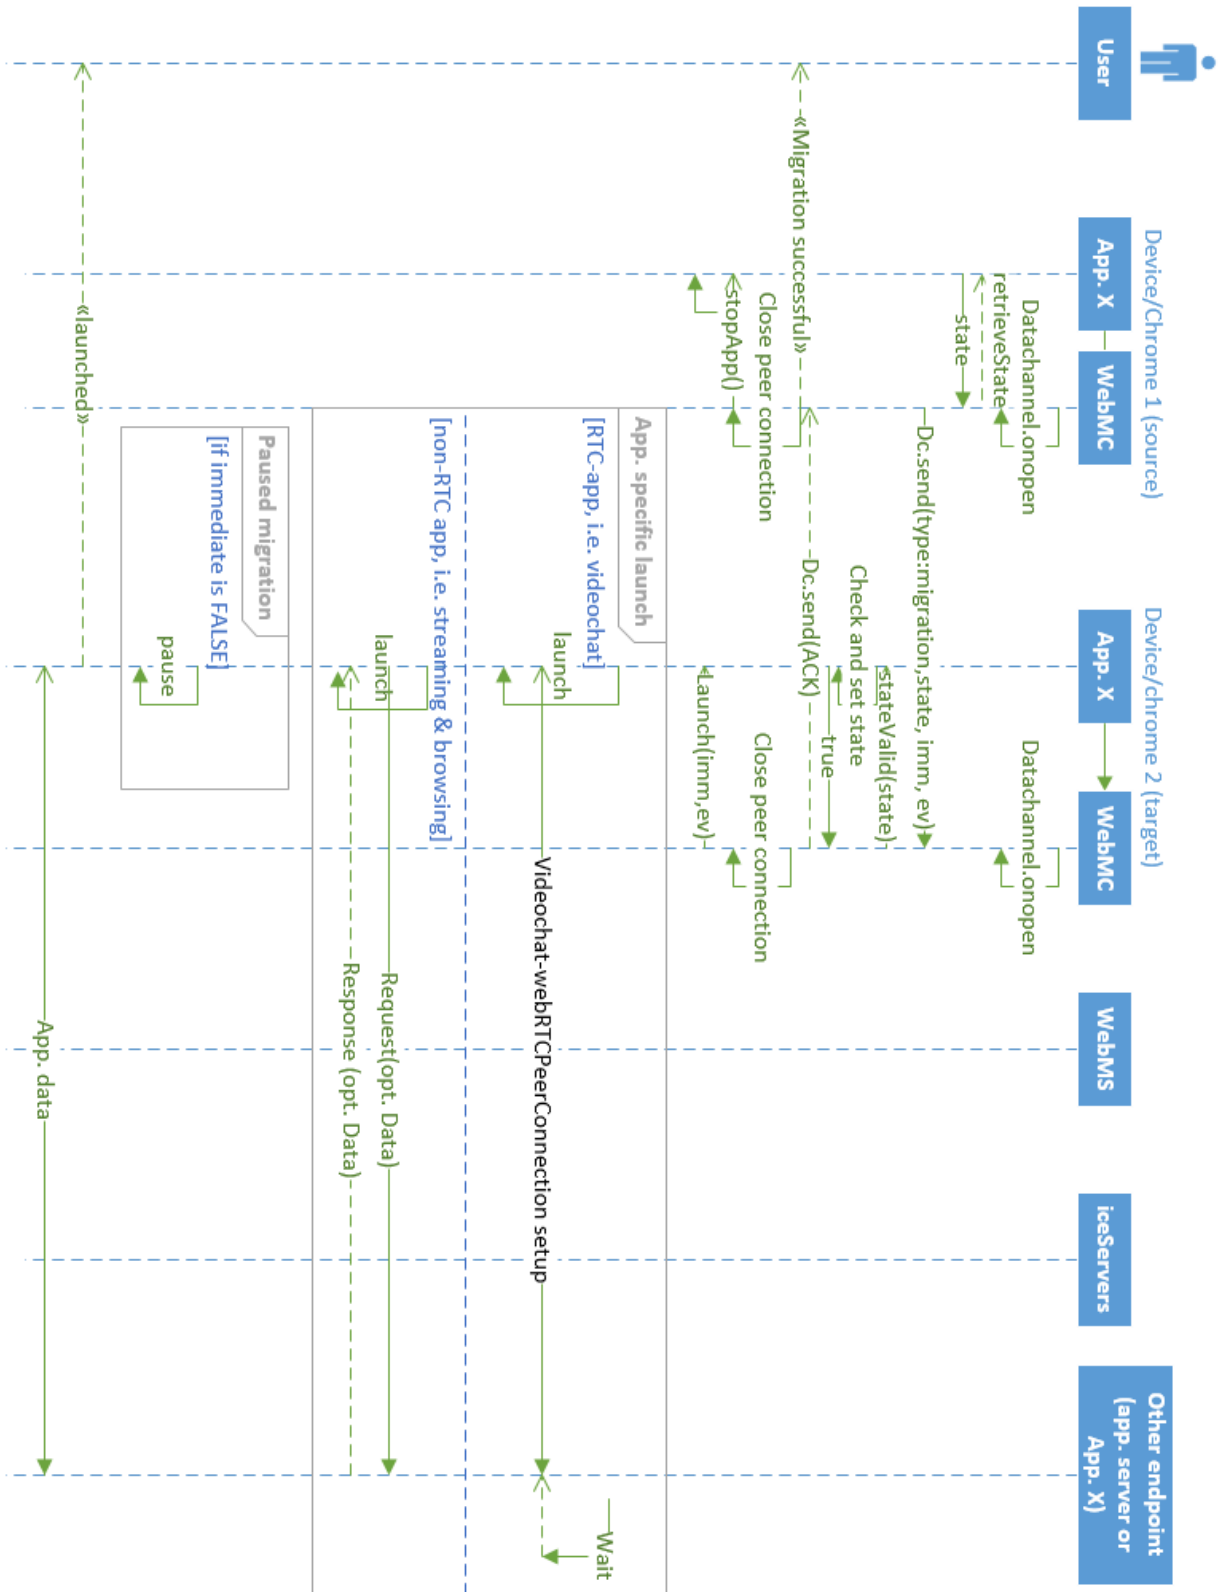 User
Device/Chrome 1 (source)
App. X
WebMC
Device/chrome 2 (target)
App. X
WebMC
WebMS
iceServers
Other endpoint
(app. server or
App. X)
Datachannel.onopen
Datachannel.onopen
retrieveState
state
Dc.send(type:migration,state, imm, ev)
stateValid(state)
Check and set state
true
Dc.send(ACK)
«Migration successful»
Close peer connection
Close peer connection
stopApp()
Launch(imm,ev)
App. specific launch
[RTC-app, i.e. videochat]
Wait
launch
Videochat-webRTCPeerConnection setup
[non-RTC app, i.e. streaming & browsing]
launch
Request(opt. Data)
Response (opt. Data)
Paused migration
[if immediate is FALSE]
pause
«launched»
App. data